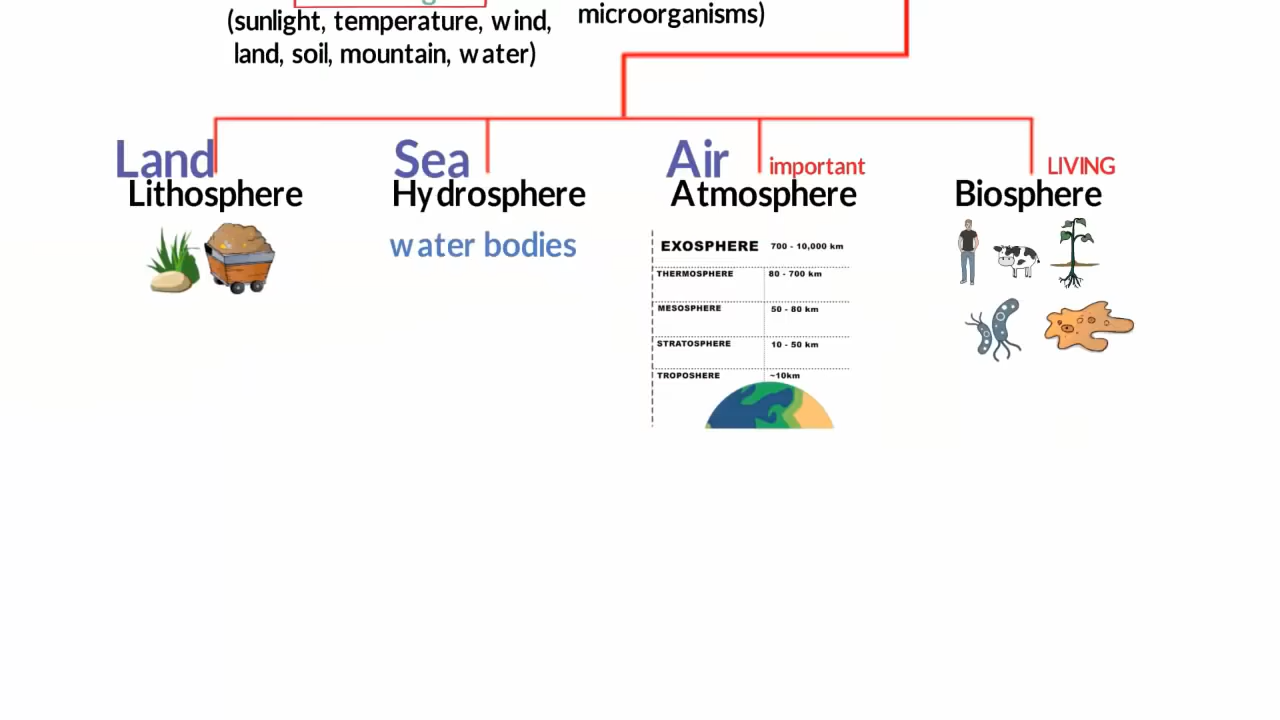 (sunlight, temperature, wind,
land, soil, mountain, water)
microorganisms)
Land
Lithosphere
Sea
Hydrosphere
water bodies
Air
important
Atmosphere
EXOSPHERE 700 - 10,000 km
THERMOSPHERE 80 - 700 km
MESOSPHERE 50 - 80 km
STRATOSPHERE 10 - 50 km
TROPOSHERE ~10km
LIVING
Biosphere